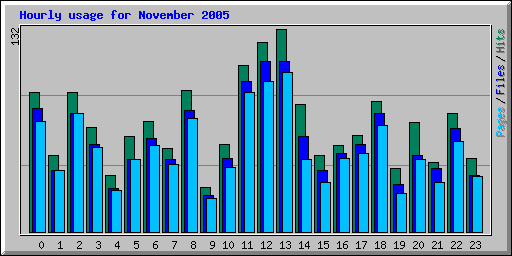 Hourly usage for November 2005
132
Pages / Files / Hits
0 1 2 3 4 5 6 7 8 9 10 11 12 13 14 15 16 17 18 19 20 21 22 23